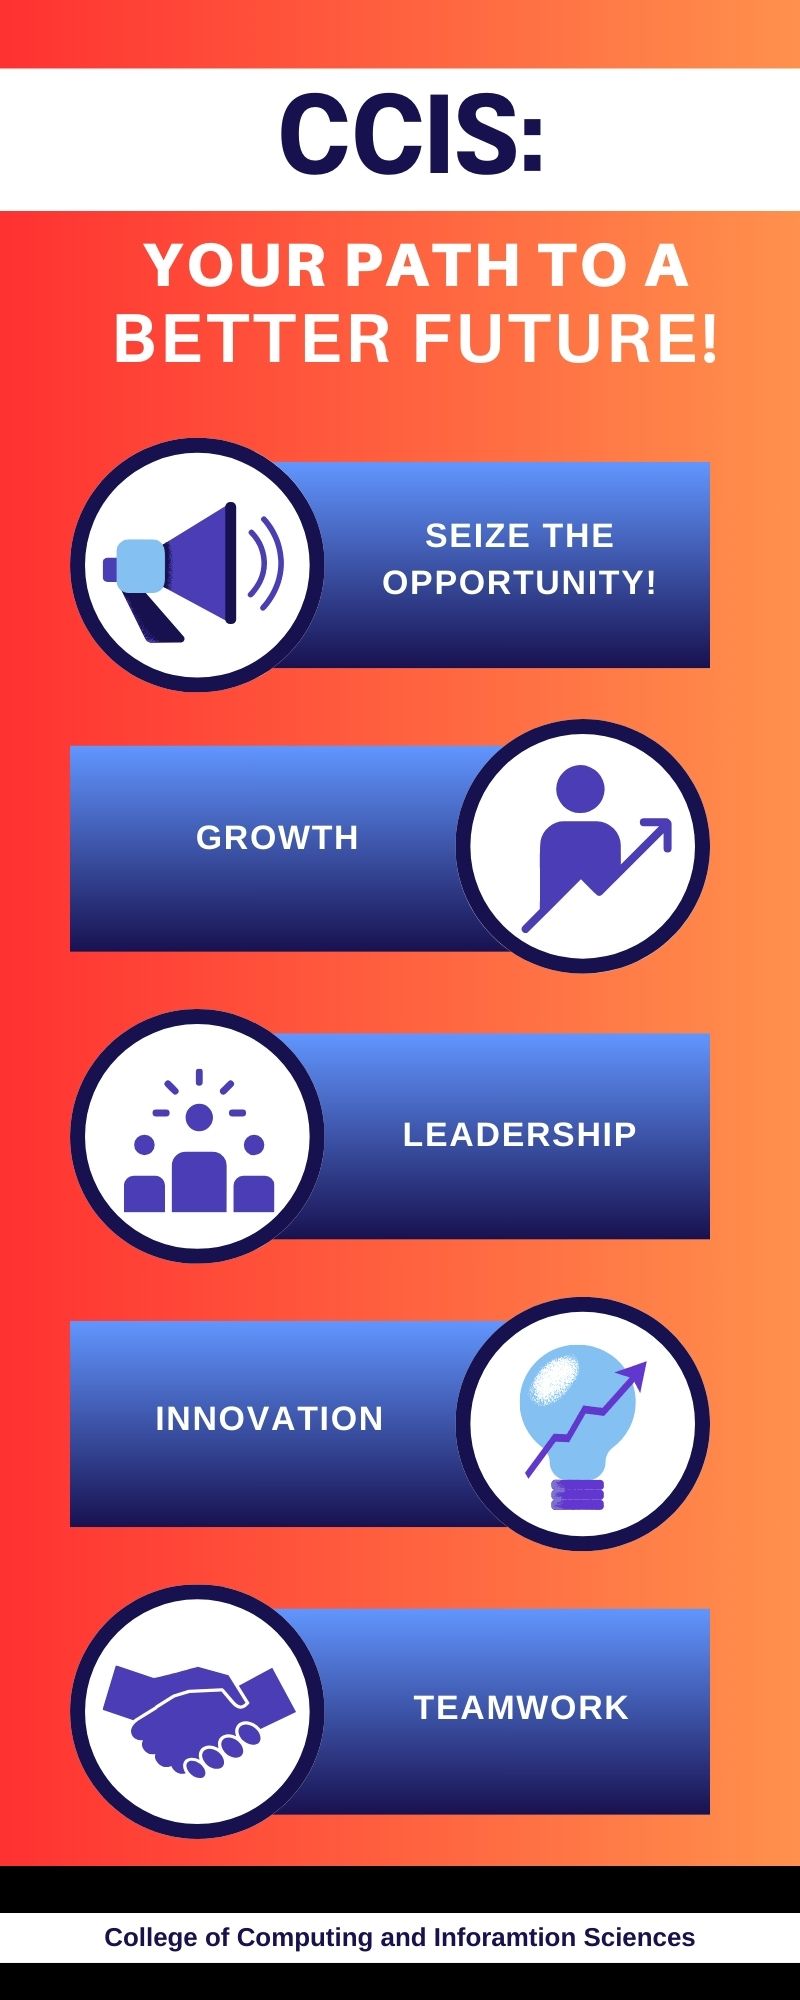 CCIS:
YOUR PATH TO A
BETTER FUTURE!
SEIZE THE
OPPORTUNITY!
GROWTH
LEADERSHIP
INNOVATION
TEAMWORK
College of Computing and Inforamtion Sciences